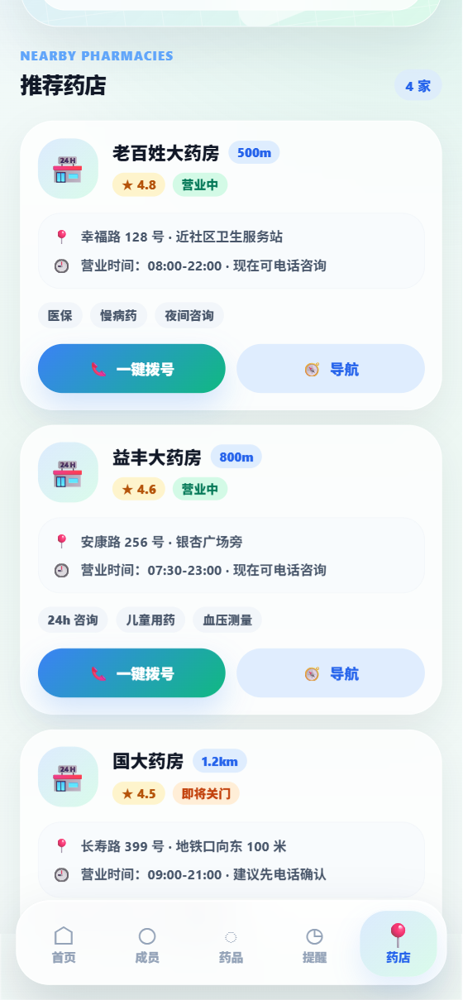 NEARBY PHARMACIES
推荐药店
4 家
老百姓大药房 500m
★ 4.8 营业中
幸福路 128 号 · 近社区卫生服务站
营业时间：08:00-22:00 · 现在可电话咨询
医保 慢病药 夜间咨询
一键拨号 导航
益丰大药房 800m
★ 4.6 营业中
安康路 256 号 · 银杏广场旁
营业时间：07:30-23:00 · 现在可电话咨询
24h 咨询 儿童用药 血压测量
一键拨号 导航
国大药房 1.2km
★ 4.5 即将关门
长寿路 399 号 · 地铁口向东 100 米
营业时间：09:00-21:00 · 建议先电话确认
首页 成员 药品 提醒 药店